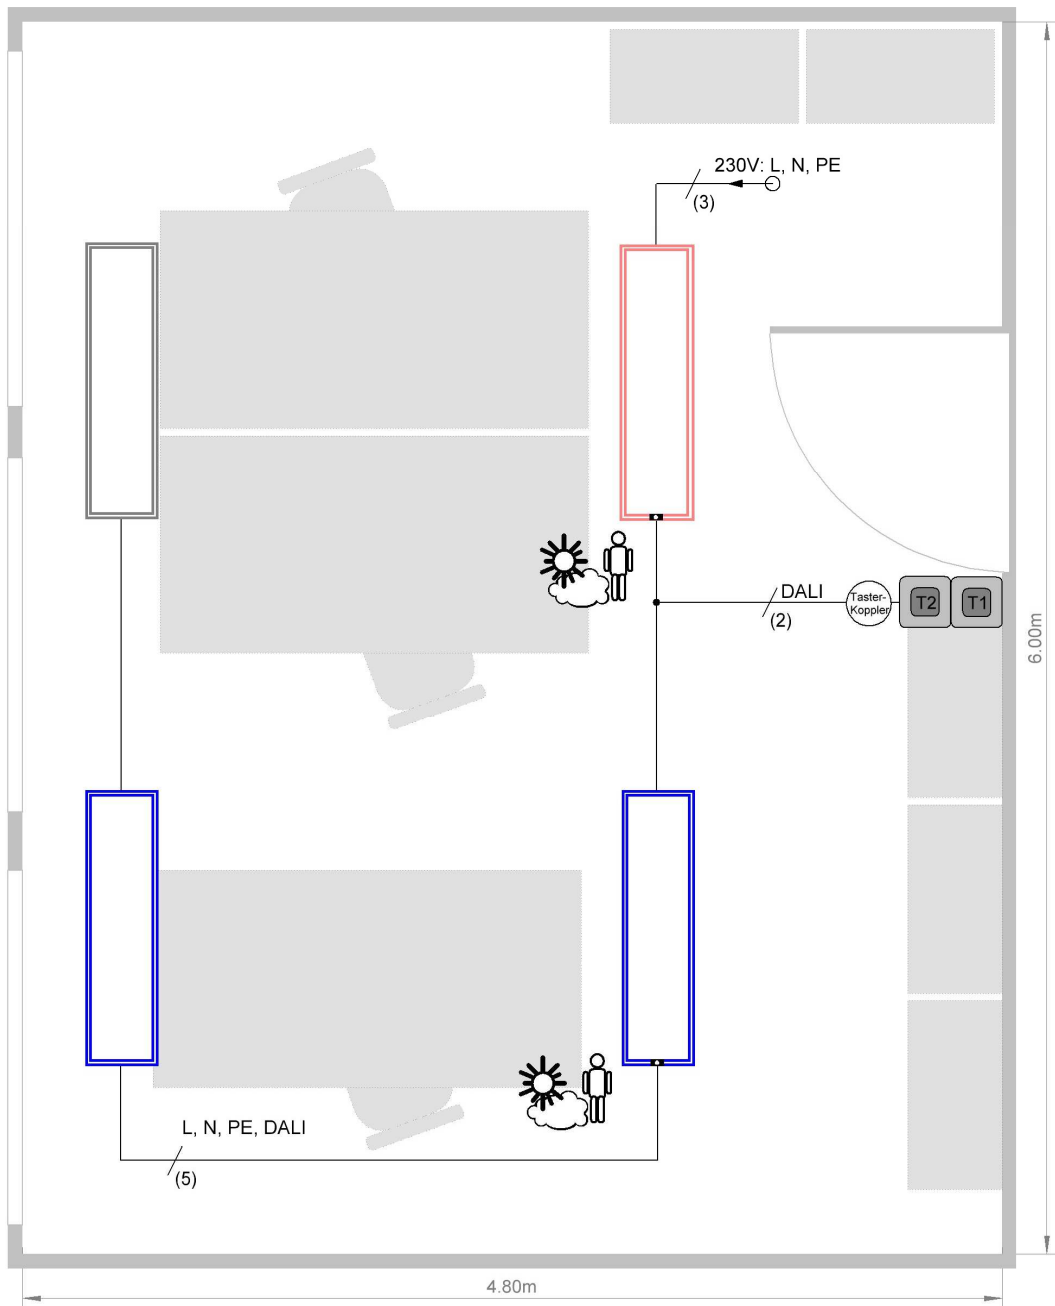 230V: L, N, PE
(3)
DALI
(2)
Taster-
Koppler
T2
T1
6.00m
L, N, PE, DALI
(5)
4.80m